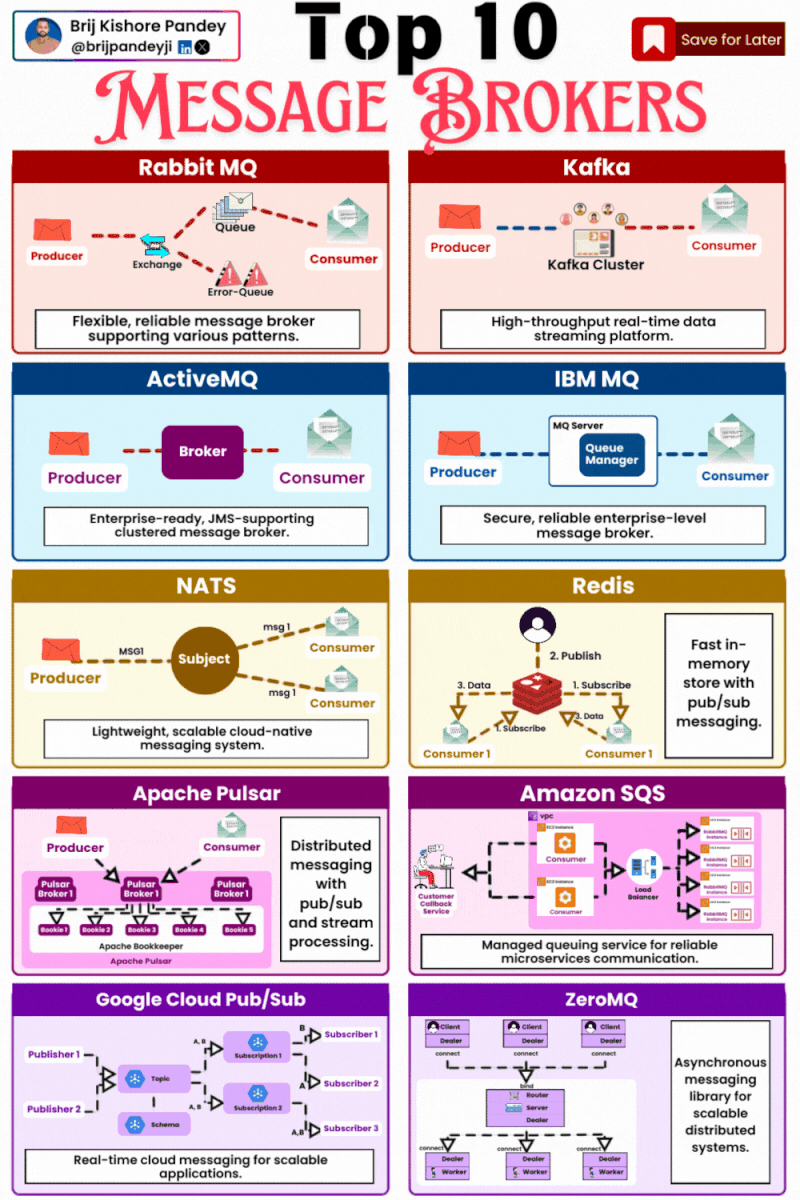 Brij Kishore Pandey
@brijpandeyji
Top 10
Save for Later
MESSAGE BROKERS
Rabbit MQ
Producer
Exchange
Queue
Error-Queue
Consumer
Flexible, reliable message broker
supporting various patterns.
Kafka
Producer
Kafka Cluster
Consumer
High-throughput real-time data
streaming platform.
ActiveMQ
Producer
Broker
Consumer
Enterprise-ready, JMS-supporting
clustered message broker.
IBM MQ
Producer
MQ Server
Queue
Manager
Consumer
Secure, reliable enterprise-level
message broker.
NATS
Producer
MSG1
Subject
msg 1
Consumer
msg 1
Consumer
Lightweight, scalable cloud-native
messaging system.
Redis
2. Publish
3. Data
1. Subscribe
1. Subscribe
3. Data
Consumer 1
Consumer 1
Fast in-
memory
store with
pub/sub
messaging.
Apache Pulsar
Producer
Consumer
Pulsar
Broker 1
Pulsar
Broker 1
Pulsar
Broker 1
Bookie 1
Bookie 2
Bookie 3
Bookie 4
Bookie 5
Apache Bookkeeper
Apache Pulsar
Distributed
messaging
with
pub/sub
and stream
processing.
Amazon SQS
vpc
EC2 Instance
Consumer
EC2 Instance
Consumer
Customer
Callback
Service
Load
Balancer
EC2 Instance
RabbitMQ
Instance
EC2 Instance
RabbitMQ
Instance
EC2 Instance
RabbitMQ
Instance
EC2 Instance
RabbitMQ
Instance
Managed queuing service for reliable
microservices communication.
Google Cloud Pub/Sub
Publisher 1
Publisher 2
Topic
Schema
A, B
A, B
Subscription 1
Subscription 2
B
A
A,B
Subscriber 1
Subscriber 2
Subscriber 3
Real-time cloud messaging for scalable
applications.
ZeroMQ
Client
Dealer
Client
Dealer
Client
Dealer
connect
connect
connect
bind
Router
Server
Dealer
connect
connect
connect
Dealer
Worker
Dealer
Worker
Dealer
Worker
Asynchronous
messaging
library for
scalable
distributed
systems.